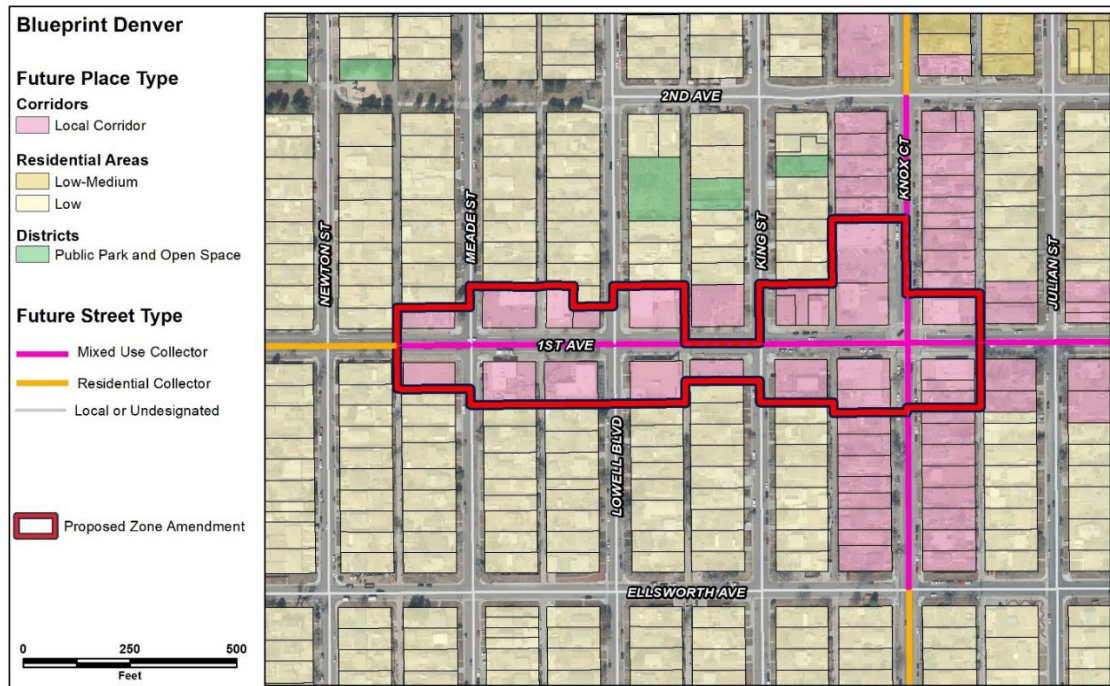 Blueprint Denver
Future Place Type
Corridors
Local Corridor
Residential Areas
Low-Medium
Low
Districts
Public Park and Open Space
Future Street Type
Mixed Use Collector
Residential Collector
Local or Undesignated
Proposed Zone Amendment
0 250 500
Feet
2ND AVE
KNOX CT
NEWTON ST
MEADE ST
KING ST
JULIAN ST
1ST AVE
LOWELL BLVD
ELLSWORTH AVE